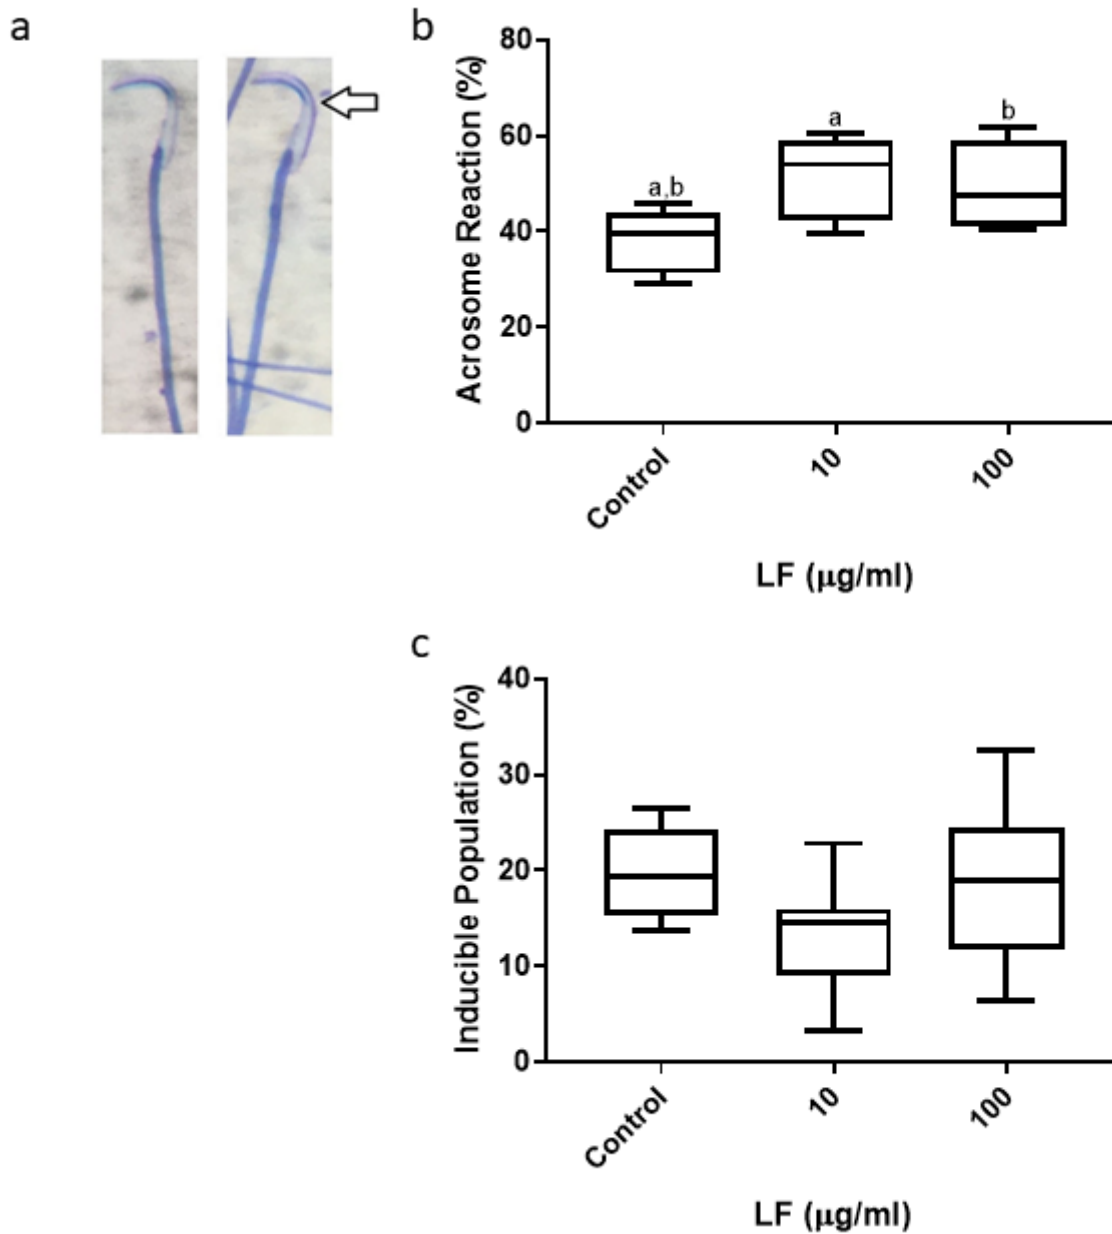 a
b
Acrosome Reaction (%)
80
60
40
20
0
a,b
a
b
Control
10
100
LF (μg/ml)
c
Inducible Population (%)
40
30
20
10
0
Control
10
100
LF (μg/ml)